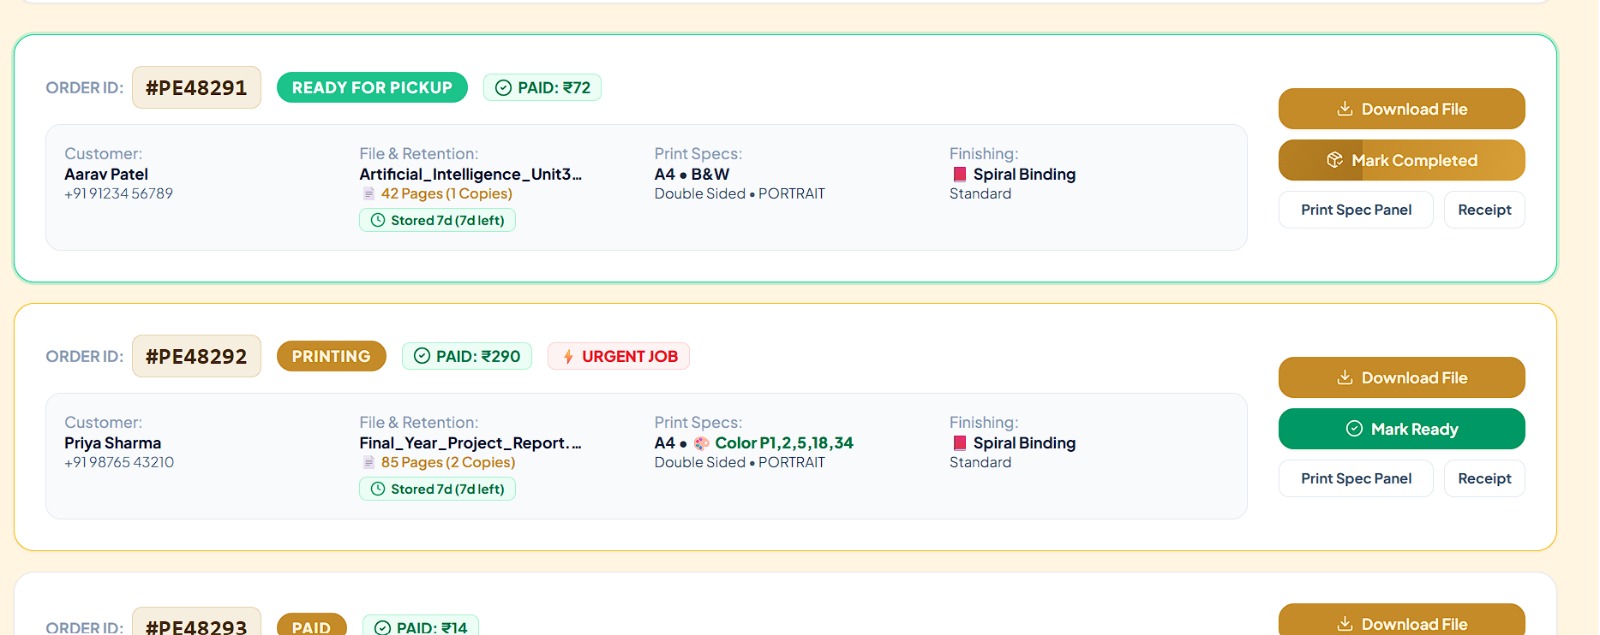 ORDER ID: #PE48291 READY FOR PICKUP PAID: ₹72
Customer:
Aarav Patel
+91 91234 56789
File & Retention:
Artificial_Intelligence_Unit3...
42 Pages (1 Copies)
Stored 7d (7d left)
Print Specs:
A4 • B&W
Double Sided • PORTRAIT
Finishing:
Spiral Binding
Standard
Download File
Mark Completed
Print Spec Panel Receipt
ORDER ID: #PE48292 PRINTING PAID: ₹290 URGENT JOB
Customer:
Priya Sharma
+91 98765 43210
File & Retention:
Final_Year_Project_Report....
85 Pages (2 Copies)
Stored 7d (7d left)
Print Specs:
A4 • Color P1,2,5,18,34
Double Sided • PORTRAIT
Finishing:
Spiral Binding
Standard
Download File
Mark Ready
Print Spec Panel Receipt
ORDER ID: #PE48293 PAID PAID: ₹14
Download File